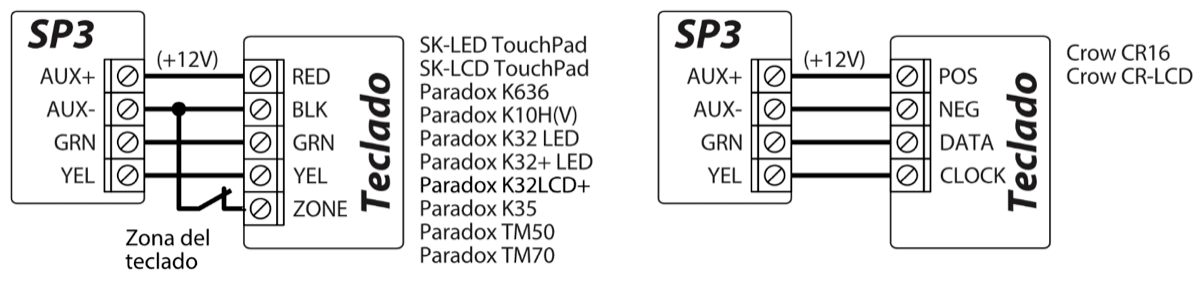 SP3
(+12V)
AUX+
RED
AUX-
BLK
GRN
GRN
YEL
YEL
ZONE
Teclado
Zona del
teclado
SK-LED TouchPad
SK-LCD TouchPad
Paradox K636
Paradox K10H(V)
Paradox K32 LED
Paradox K32+ LED
Paradox K32LCD+
Paradox K35
Paradox TM50
Paradox TM70
SP3
(+12V)
AUX+
POS
AUX-
NEG
GRN
DATA
YEL
CLOCK
Teclado
Crow CR16
Crow CR-LCD